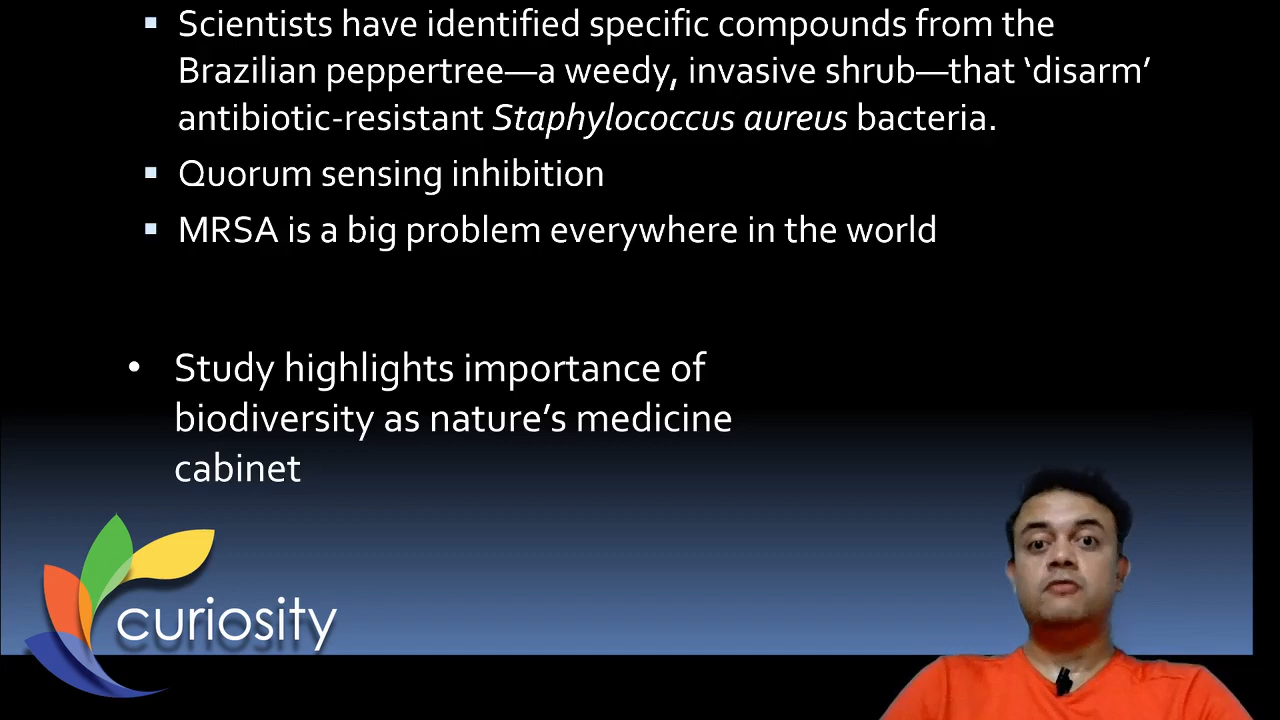 Scientists have identified specific compounds from the
Brazilian peppertree—a weedy, invasive shrub—that ‘disarm’
antibiotic-resistant Staphylococcus aureus bacteria.
Quorum sensing inhibition
MRSA is a big problem everywhere in the world
Study highlights importance of
biodiversity as nature’s medicine
cabinet
curiosity